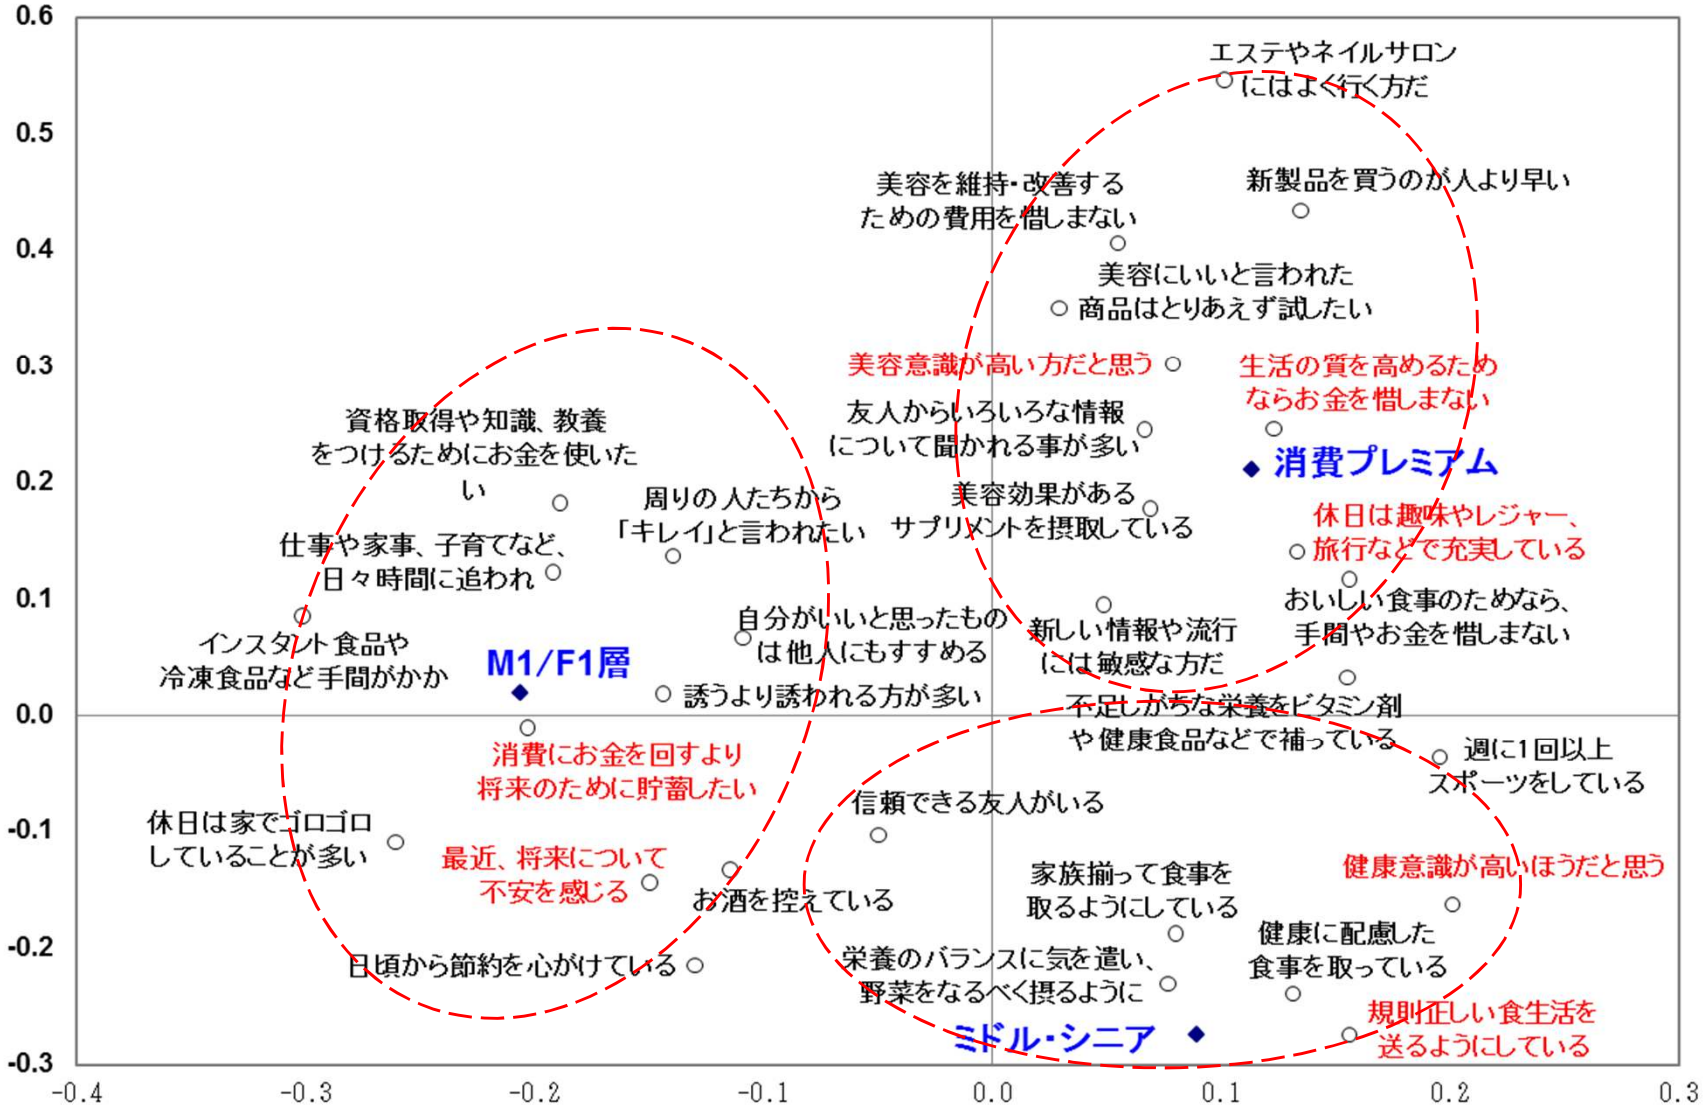 0.6
エステやネイルサロン
にはよく行く方だ
0.5
美容を維持・改善する
ための費用を惜しまない
新製品を買うのが人より早い
0.4
美容にいいと言われた
商品はとりあえず試したい
0.3
美容意識が高い方だと思う
生活の質を高めるため
ならお金を惜しまない
資格取得や知識、教養
をつけるためにお金を使いた
い
友人からいろいろな情報
について聞かれる事が多い
消費プレミアム
0.2
周りの人たちから
「キレイ」と言われたい
美容効果がある
サプリメントを摂取している
休日は趣味やレジャー、
旅行などで充実している
仕事や家事、子育てなど、
日々時間に追われ
0.1
おいしい食事のためなら、
手間やお金を惜しまない
自分がいいと思ったもの
は他人にもすすめる
新しい情報や流行
には敏感な方だ
インスタント食品や
冷凍食品など手間がかか
M1/F1層
誘うより誘われる方が多い
0.0
不足しがちな栄養をビタミン剤
や健康食品などで補っている
消費にお金を回すより
将来のために貯蓄したい
週に1回以上
スポーツをしている
-0.1
信頼できる友人がいる
休日は家でゴロゴロ
していることが多い
最近、将来について
不安を感じる
お酒を控えている
家族揃って食事を
取るようにしている
健康意識が高いほうだと思う
-0.2
日頃から節約を心がけている
栄養のバランスに気を遣い、
野菜をなるべく摂るように
健康に配慮した
食事を取っている
ミドル・シニア
規則正しい食生活を
送るようにしている
-0.3
-0.4
-0.3
-0.2
-0.1
0.0
0.1
0.2
0.3